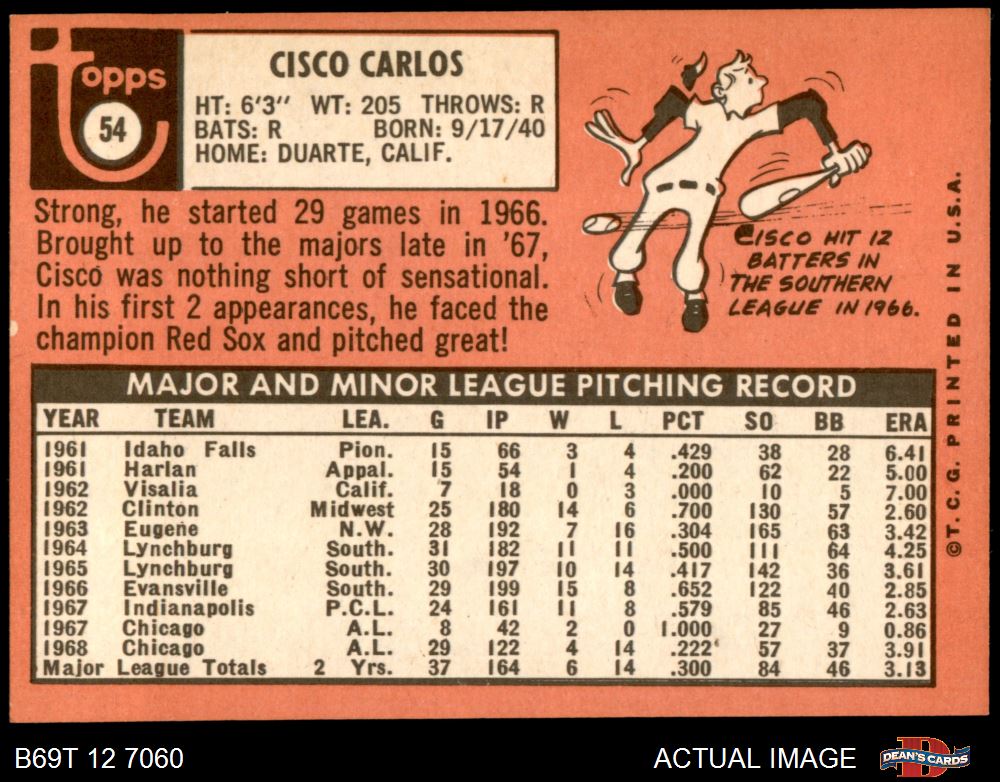 topps
54
CISCO CARLOS
HT: 6'3" WT: 205 THROWS: R
BATS: R BORN: 9/17/40
HOME: DUARTE, CALIF.
Strong, he started 29 games in 1966.
Brought up to the majors late in '67,
Cisco was nothing short of sensational.
In his first 2 appearances, he faced the
champion Red Sox and pitched great!
CISCO HIT 12
BATTERS IN
THE SOUTHERN
LEAGUE IN 1966.
© T. C. G. PRINTED IN U.S.A.
MAJOR AND MINOR LEAGUE PITCHING RECORD
YEAR TEAM LEA. G IP W L PCT SO BB ERA
1961 Idaho Falls Pion. 15 66 3 4 .429 38 28 6.41
1961 Harlan Appal. 15 54 1 4 .200 62 22 5.00
1962 Visalia Calif. 7 18 0 3 .000 10 5 7.00
1962 Clinton Midwest 25 180 14 6 .700 130 57 2.60
1963 Eugene N.W. 28 192 7 16 .304 165 63 3.42
1964 Lynchburg South. 31 182 11 11 .500 111 64 4.25
1965 Lynchburg South. 30 197 10 14 .417 142 36 3.61
1966 Evansville South. 29 199 15 8 .652 122 40 2.85
1967 Indianapolis P.C.L. 24 161 11 8 .579 85 46 2.63
1967 Chicago A.L. 8 42 2 0 1.000 27 9 0.86
1968 Chicago A.L. 29 122 4 14 .222 57 37 3.91
Major League Totals 2 Yrs. 37 164 6 14 .300 84 46 3.13
B69T 12 7060
ACTUAL IMAGE
DEAN'S CARDS